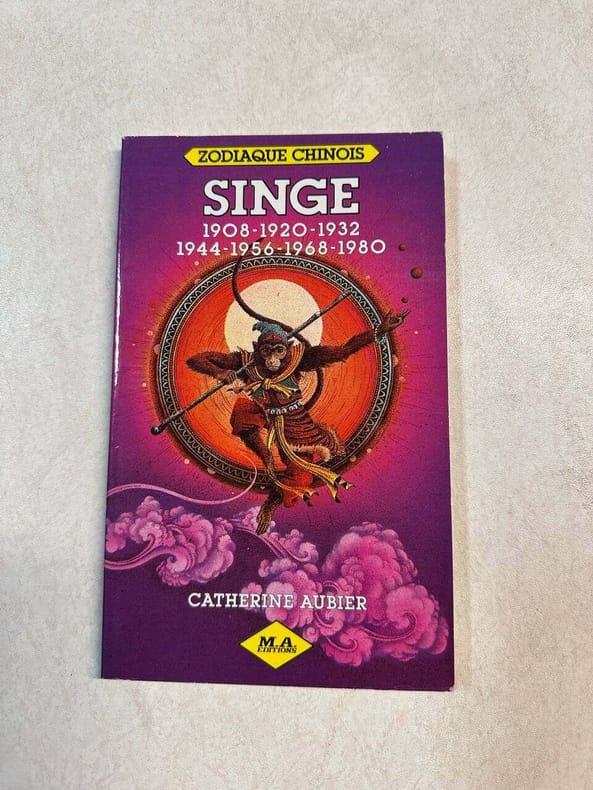 ZODIAQUE CHINOIS
SINGE
1908-1920-1932
1944-1956-1968-1980
CATHERINE AUBIER
M.A.
EDITIONS